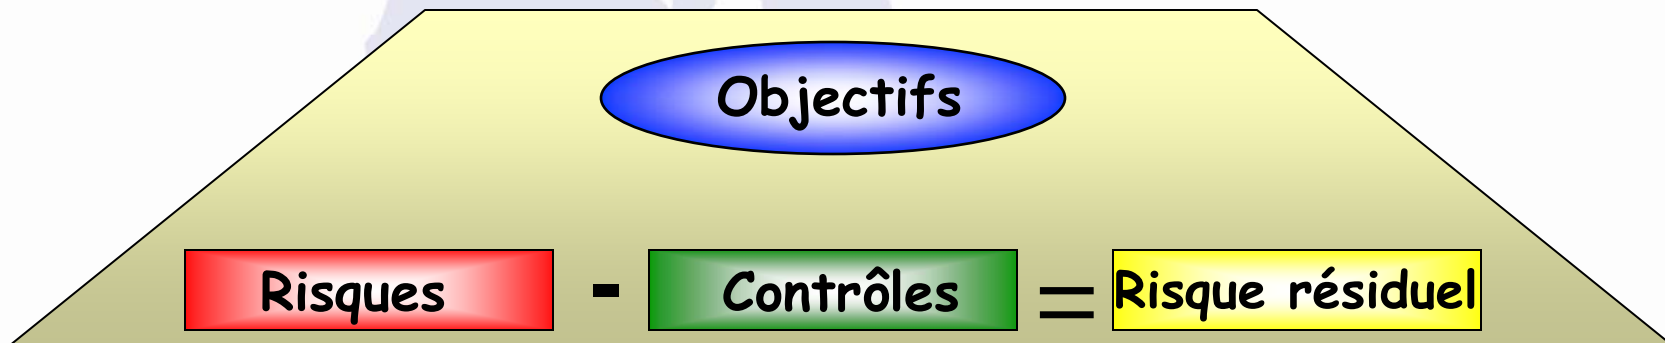 Objectifs
Risques - Contrôles = Risque résiduel